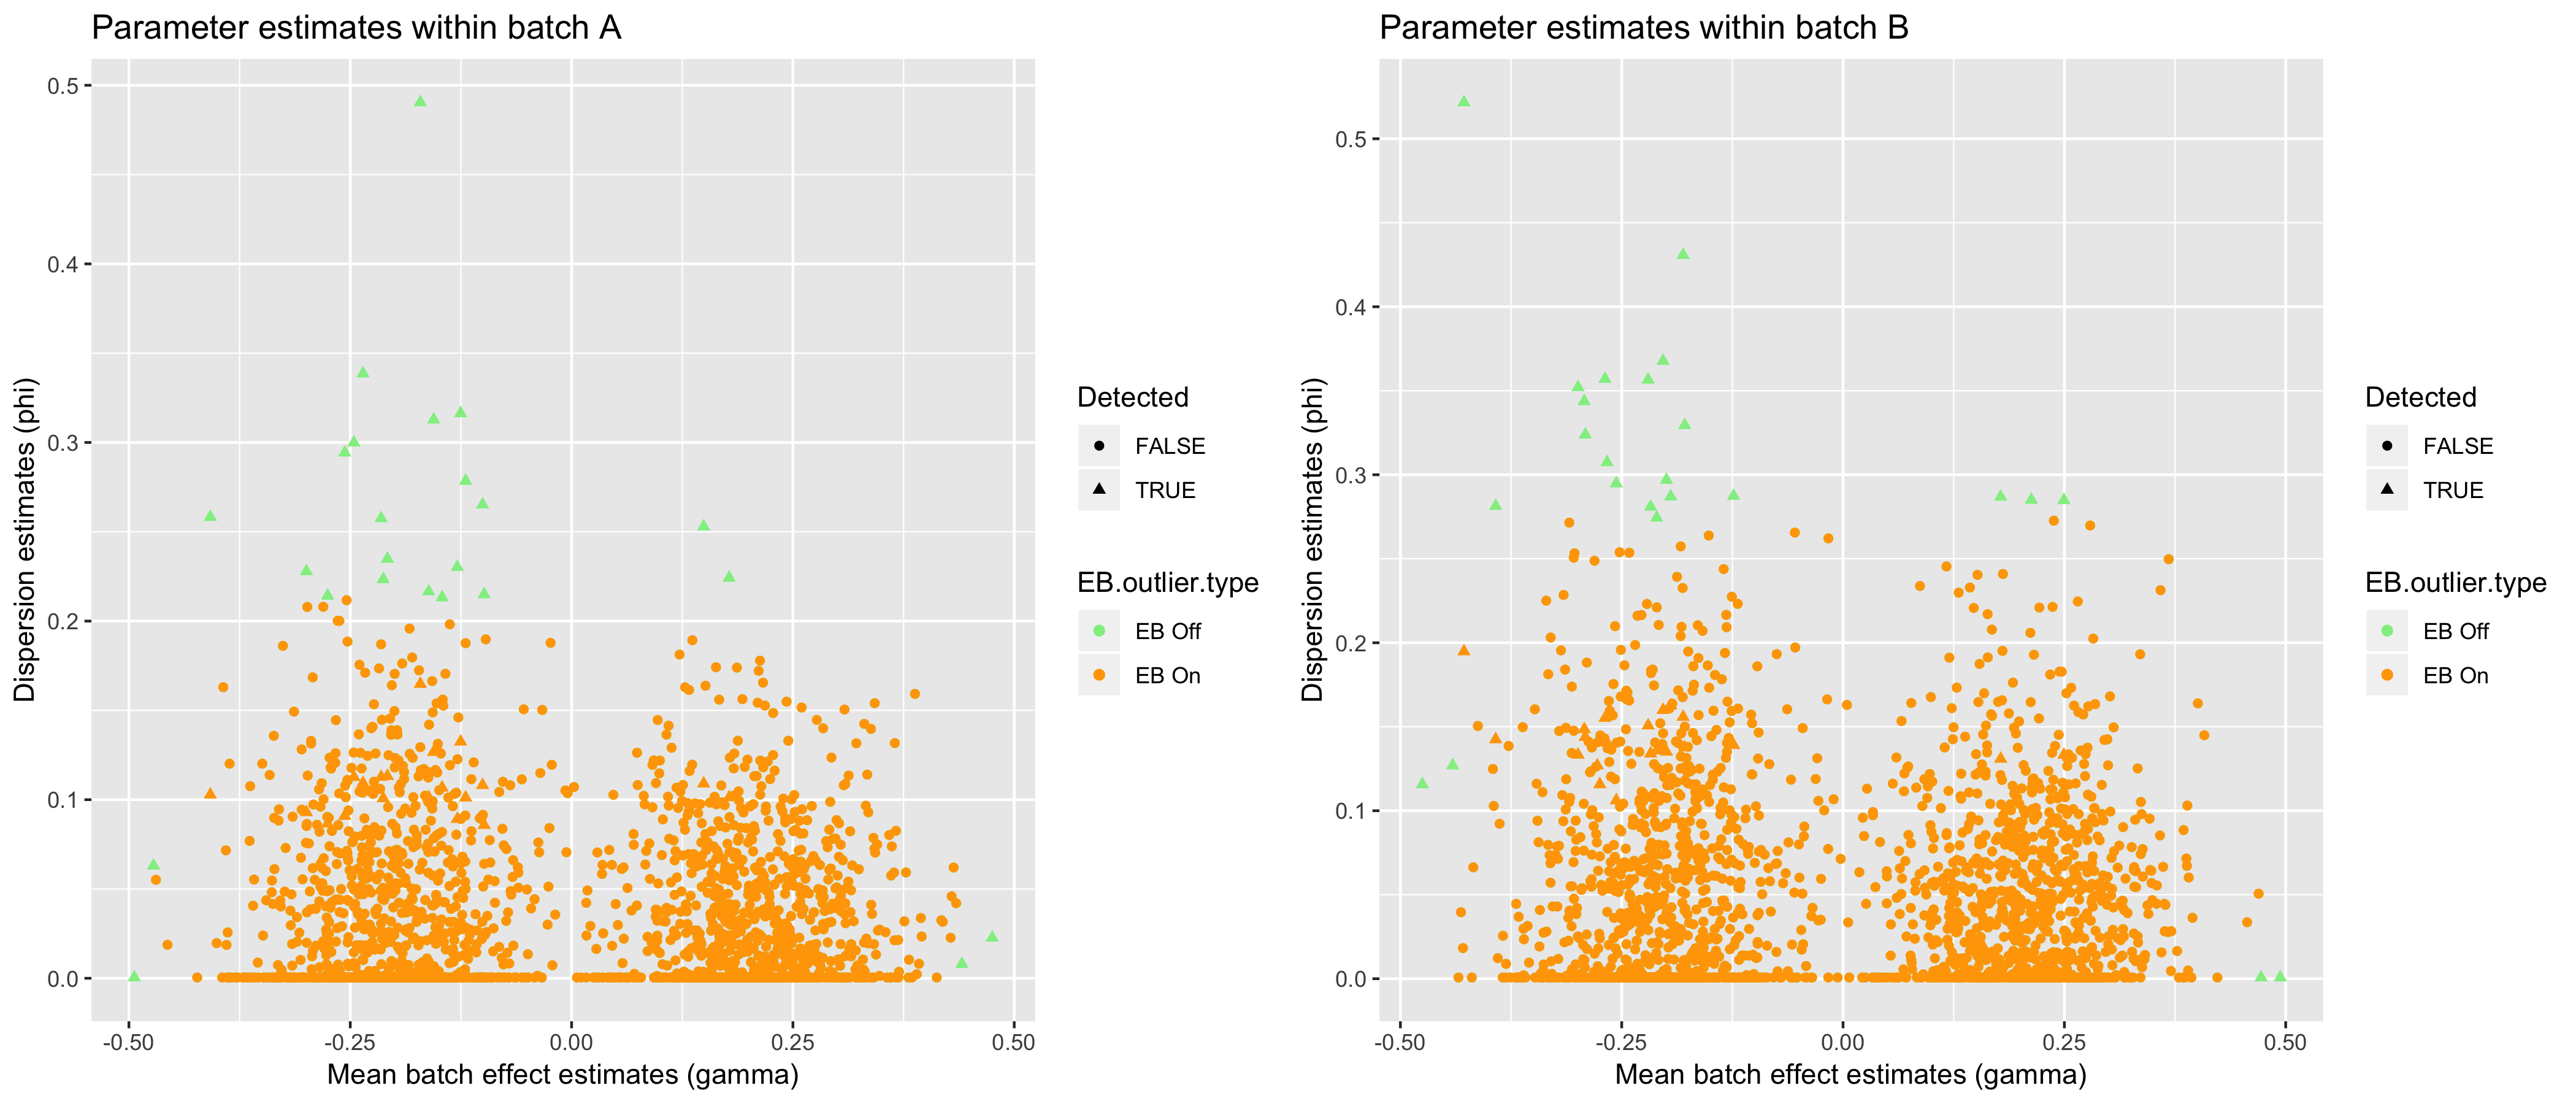 Parameter estimates within batch A
Dispersion estimates (phi)
0.5
0.4
0.3
0.2
0.1
0.0
-0.50 -0.25 0.00 0.25 0.50
Mean batch effect estimates (gamma)
Detected
FALSE
TRUE
EB.outlier.type
EB Off
EB On
Parameter estimates within batch B
Dispersion estimates (phi)
0.5
0.4
0.3
0.2
0.1
0.0
-0.50 -0.25 0.00 0.25 0.50
Mean batch effect estimates (gamma)
Detected
FALSE
TRUE
EB.outlier.type
EB Off
EB On